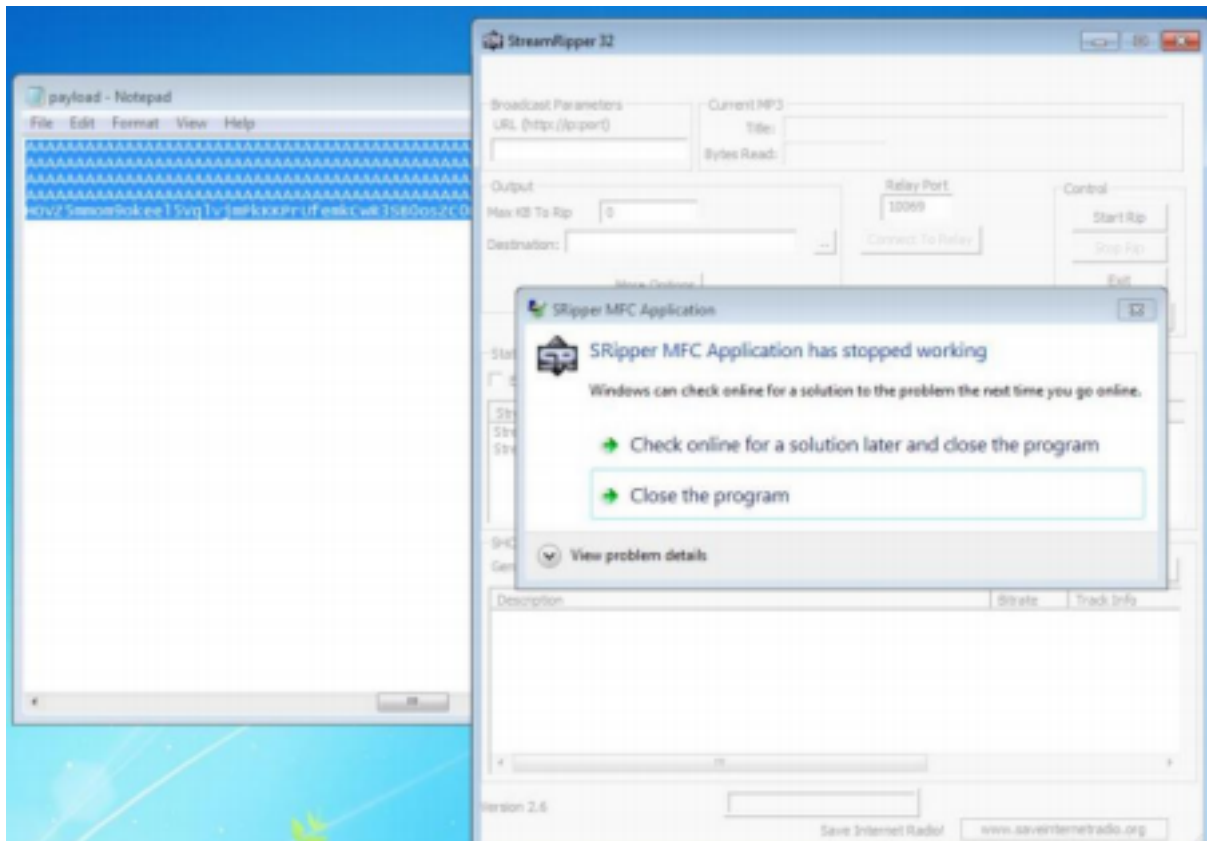 StreamRipper 32
payload - Notepad
File Edit Format View Help
Broadcast Parameters
URL (http://ip:port)
Current MP3
Title:
Bytes Read:
Output
Max KB To Rip 0
Destination: ...
Relay Port
10069
Connect To Relay
Control
Start Rip
Stop Rip
Exit
More Options
SRipper MFC Application
SRipper MFC Application has stopped working
Windows can check online for a solution to the problem the next time you go online.
Check online for a solution later and close the program
Close the program
View problem details
Description Bitrate Track Info
Version 2.6
Save Internet Radio! www.saveinternetradio.org